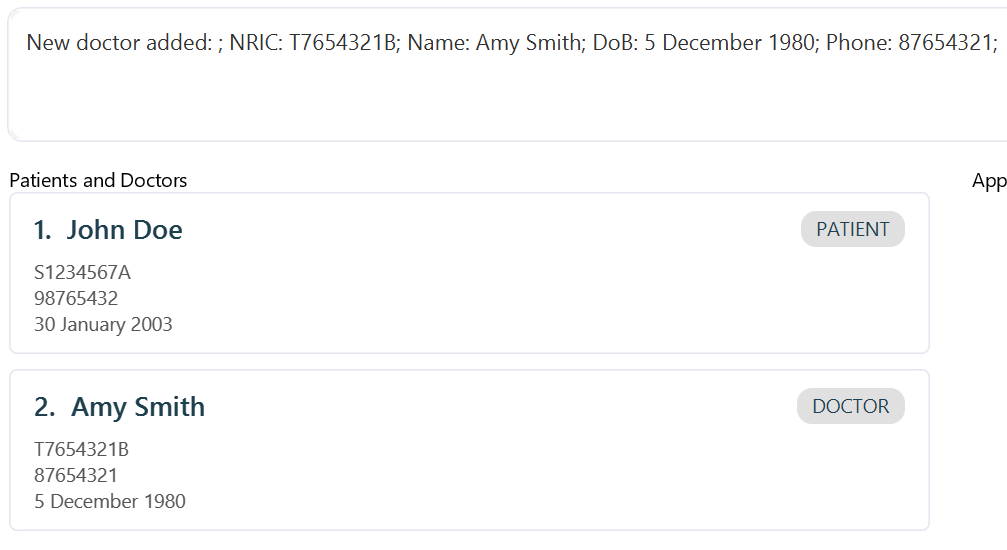 New doctor added: ; NRIC: T7654321B; Name: Amy Smith; DoB: 5 December 1980; Phone: 87654321;
Patients and Doctors
App
1. John Doe
PATIENT
S1234567A
98765432
30 January 2003
2. Amy Smith
DOCTOR
T7654321B
87654321
5 December 1980